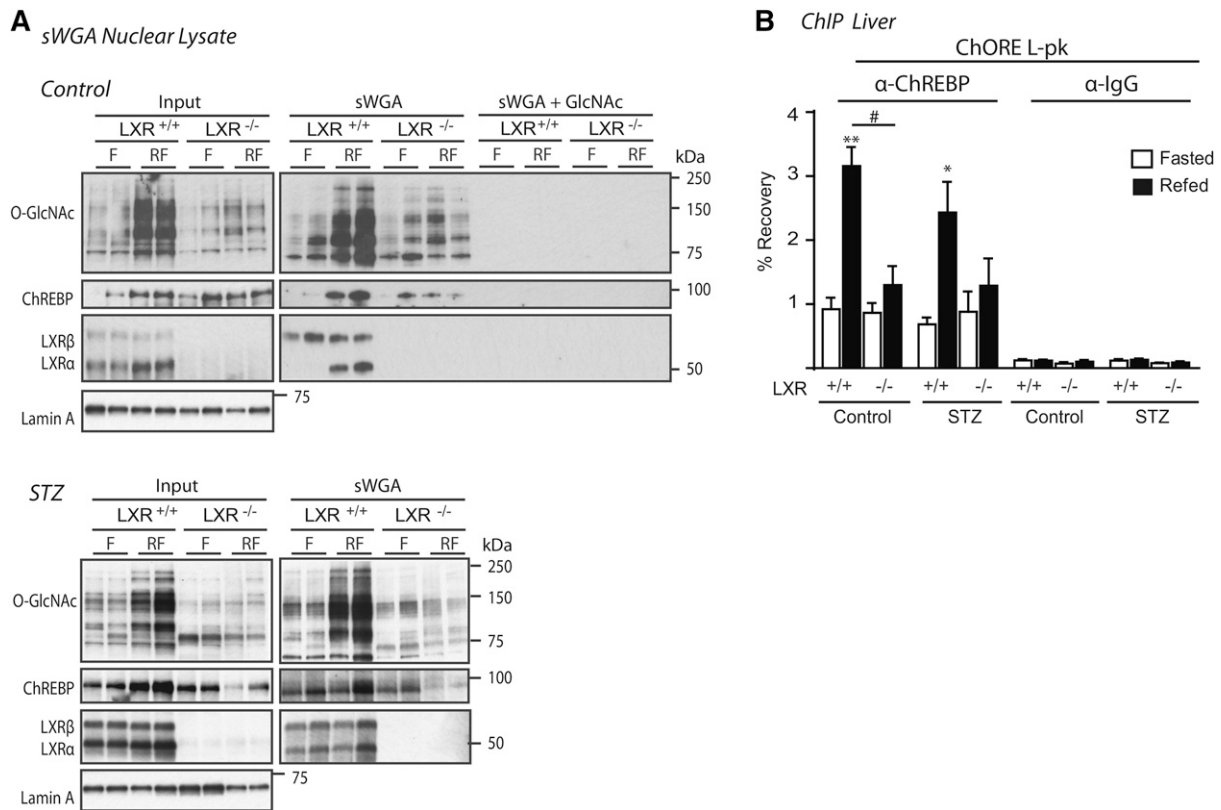 A
sWGA Nuclear Lysate
Control
Input sWGA sWGA + GlcNAc
LXR +/+ LXR -/- LXR +/+ LXR -/- LXR+/+ LXR -/-
F RF F RF F RF F RF F RF F RF
kDa
250
O-GlcNAc
150
75
ChREBP
100
LXRβ
LXRα
50
75
Lamin A
STZ
Input sWGA
LXR +/+ LXR -/- LXR +/+ LXR -/-
F RF F RF F RF F RF
kDa
250
O-GlcNAc
150
75
100
ChREBP
LXRβ
LXRα
50
75
Lamin A
B
ChIP Liver
ChORE L-pk
α-ChREBP α-IgG
% Recovery
4
3
2
1
** # *
Fasted
Refed
LXR +/+ -/- +/+ -/- +/+ -/- +/+ -/-
Control STZ Control STZ